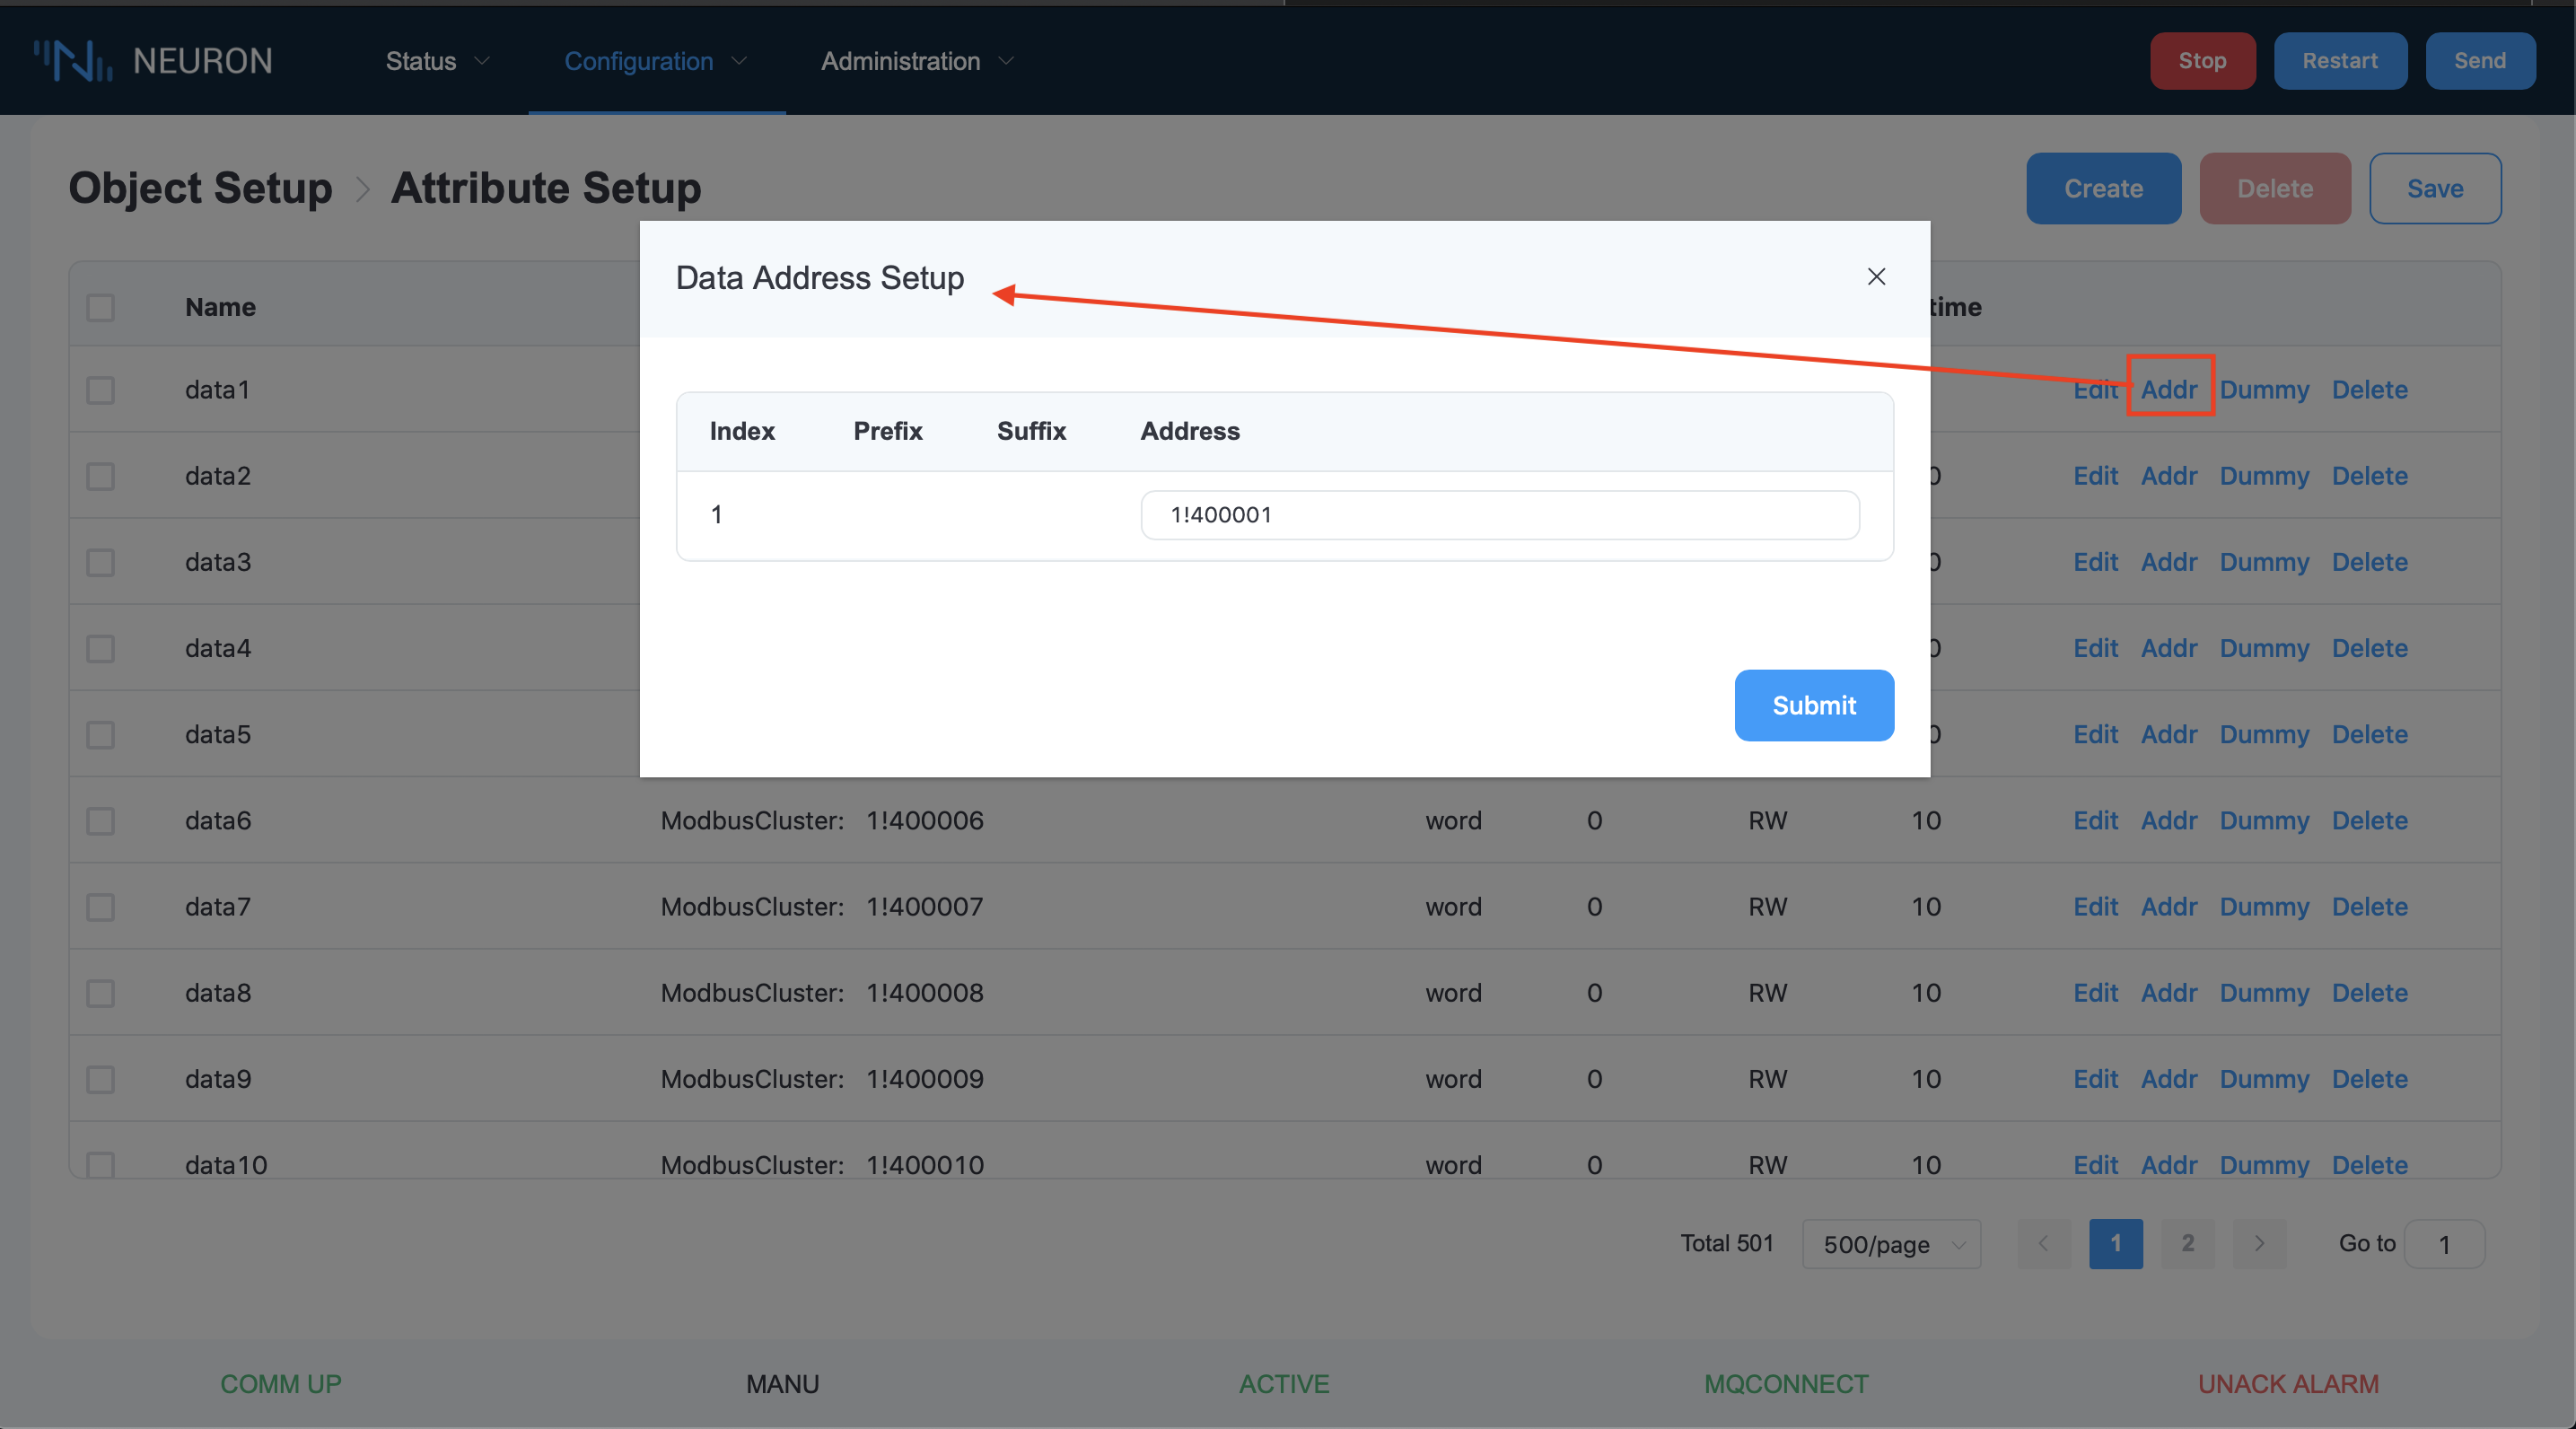 NEURON Status Configuration Administration Stop Restart Send
Object Setup > Attribute Setup Create Delete Save
Data Address Setup
Name time
data1 Edit Addr Dummy Delete
Index Prefix Suffix Address
data2 0 Edit Addr Dummy Delete
1 1!400001
data3 0 Edit Addr Dummy Delete
data4 0 Edit Addr Dummy Delete
Submit
data5 0 Edit Addr Dummy Delete
data6 ModbusCluster: 1!400006 word 0 RW 10 Edit Addr Dummy Delete
data7 ModbusCluster: 1!400007 word 0 RW 10 Edit Addr Dummy Delete
data8 ModbusCluster: 1!400008 word 0 RW 10 Edit Addr Dummy Delete
data9 ModbusCluster: 1!400009 word 0 RW 10 Edit Addr Dummy Delete
data10 ModbusCluster: 1!400010 word 0 RW 10 Edit Addr Dummy Delete
Total 501 500/page 1 2 Go to 1
COMM UP MANU ACTIVE MQCONNECT UNACK ALARM